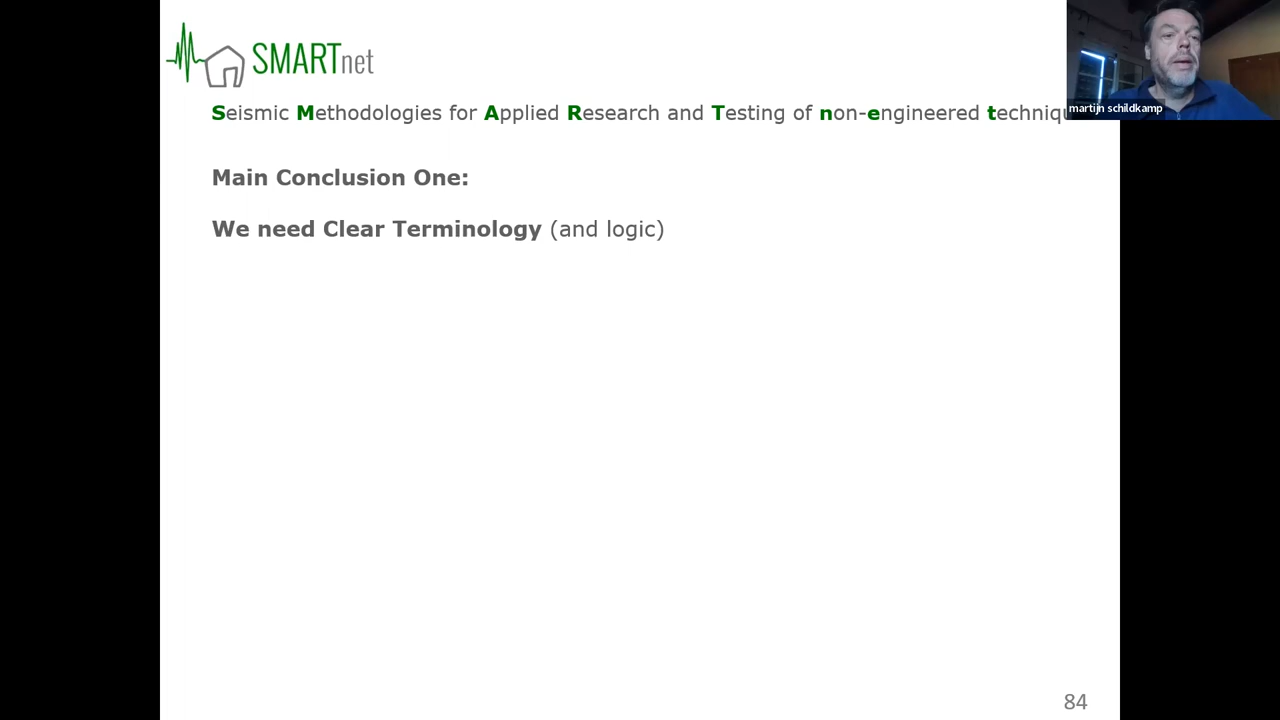 SMARTnet
Seismic Methodologies for Applied Research and Testing of non-engineered techniqu
martijn schildkamp
Main Conclusion One:
We need Clear Terminology (and logic)
84